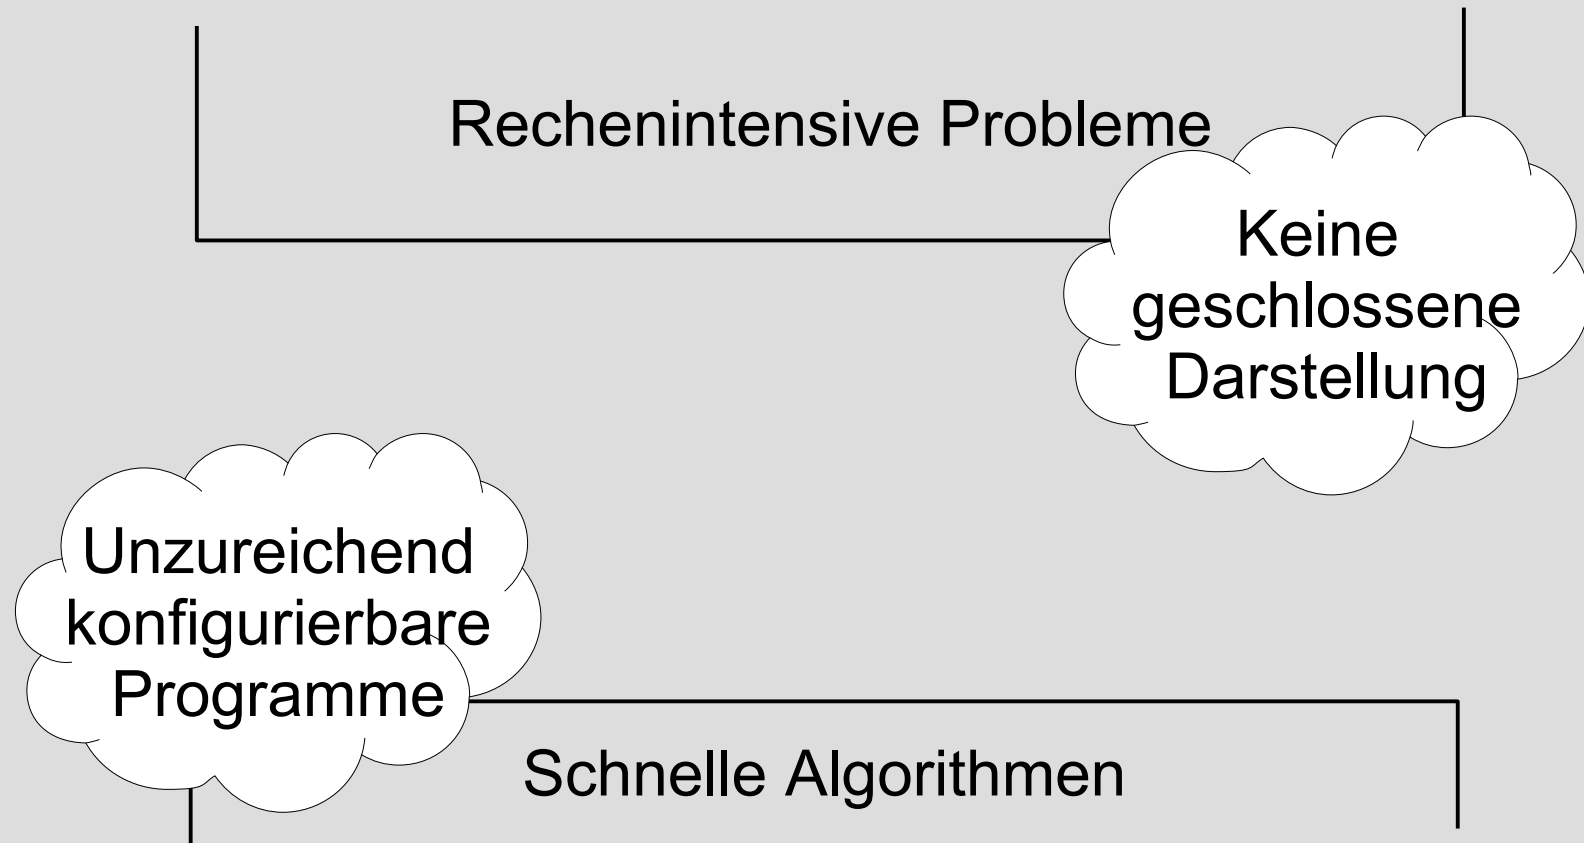 Rechenintensive Probleme
Keine
geschlossene
Darstellung
Unzureichend
konfigurierbare
Programme
Schnelle Algorithmen